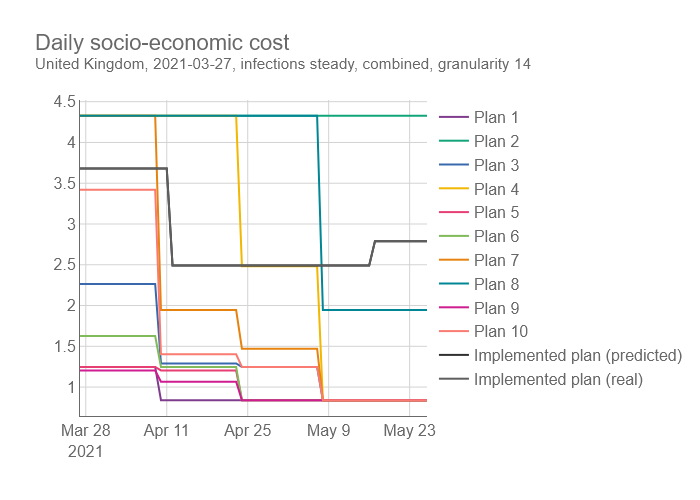 Daily socio-economic cost
United Kingdom, 2021-03-27, infections steady, combined, granularity 14
4.5
4
3.5
3
2.5
2
1.5
1
Mar 28
2021
Apr 11
Apr 25
May 9
May 23
Plan 1
Plan 2
Plan 3
Plan 4
Plan 5
Plan 6
Plan 7
Plan 8
Plan 9
Plan 10
Implemented plan (predicted)
Implemented plan (real)